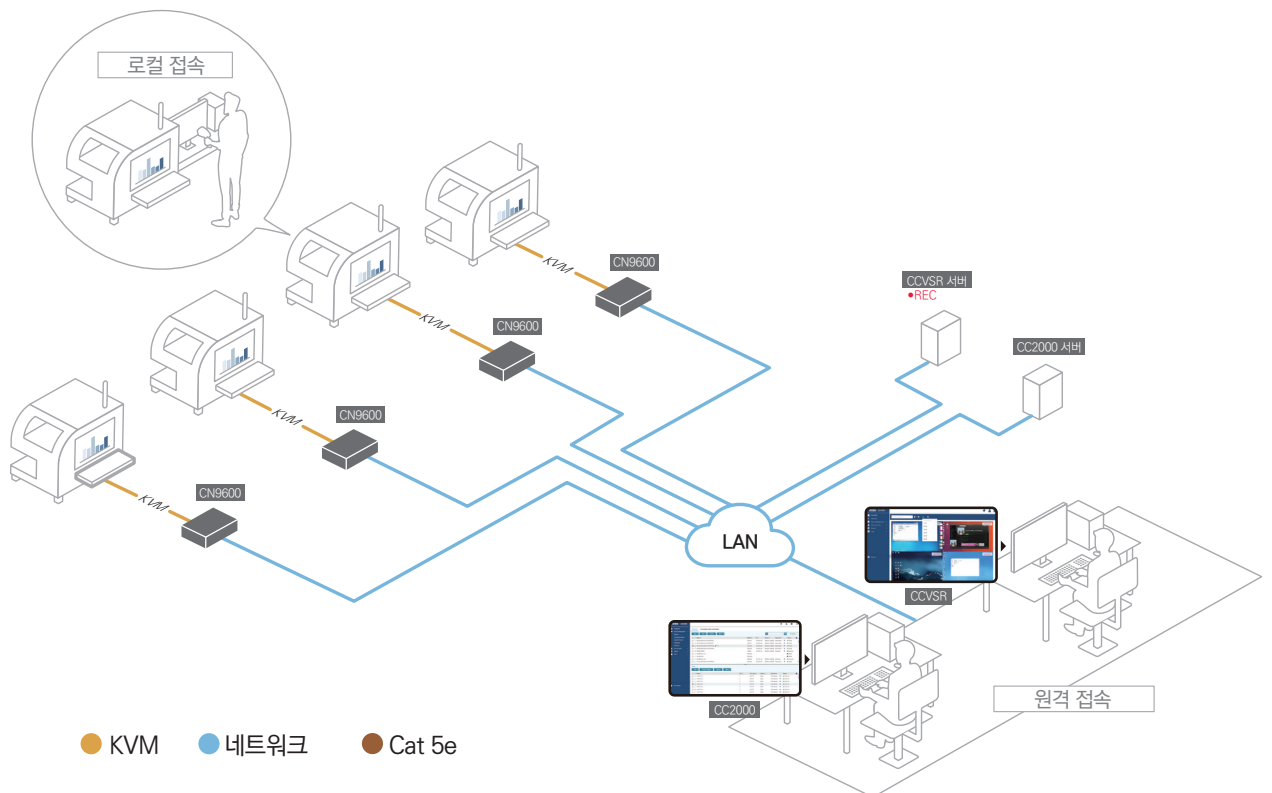 로컬 접속
KVM
CN9600
KVM
CN9600
KVM
CN9600
KVM
CN9600
CCVSR 서버
•REC
CC2000 서버
LAN
CCVSR
CC2000
원격 접속
KVM
네트워크
Cat 5e